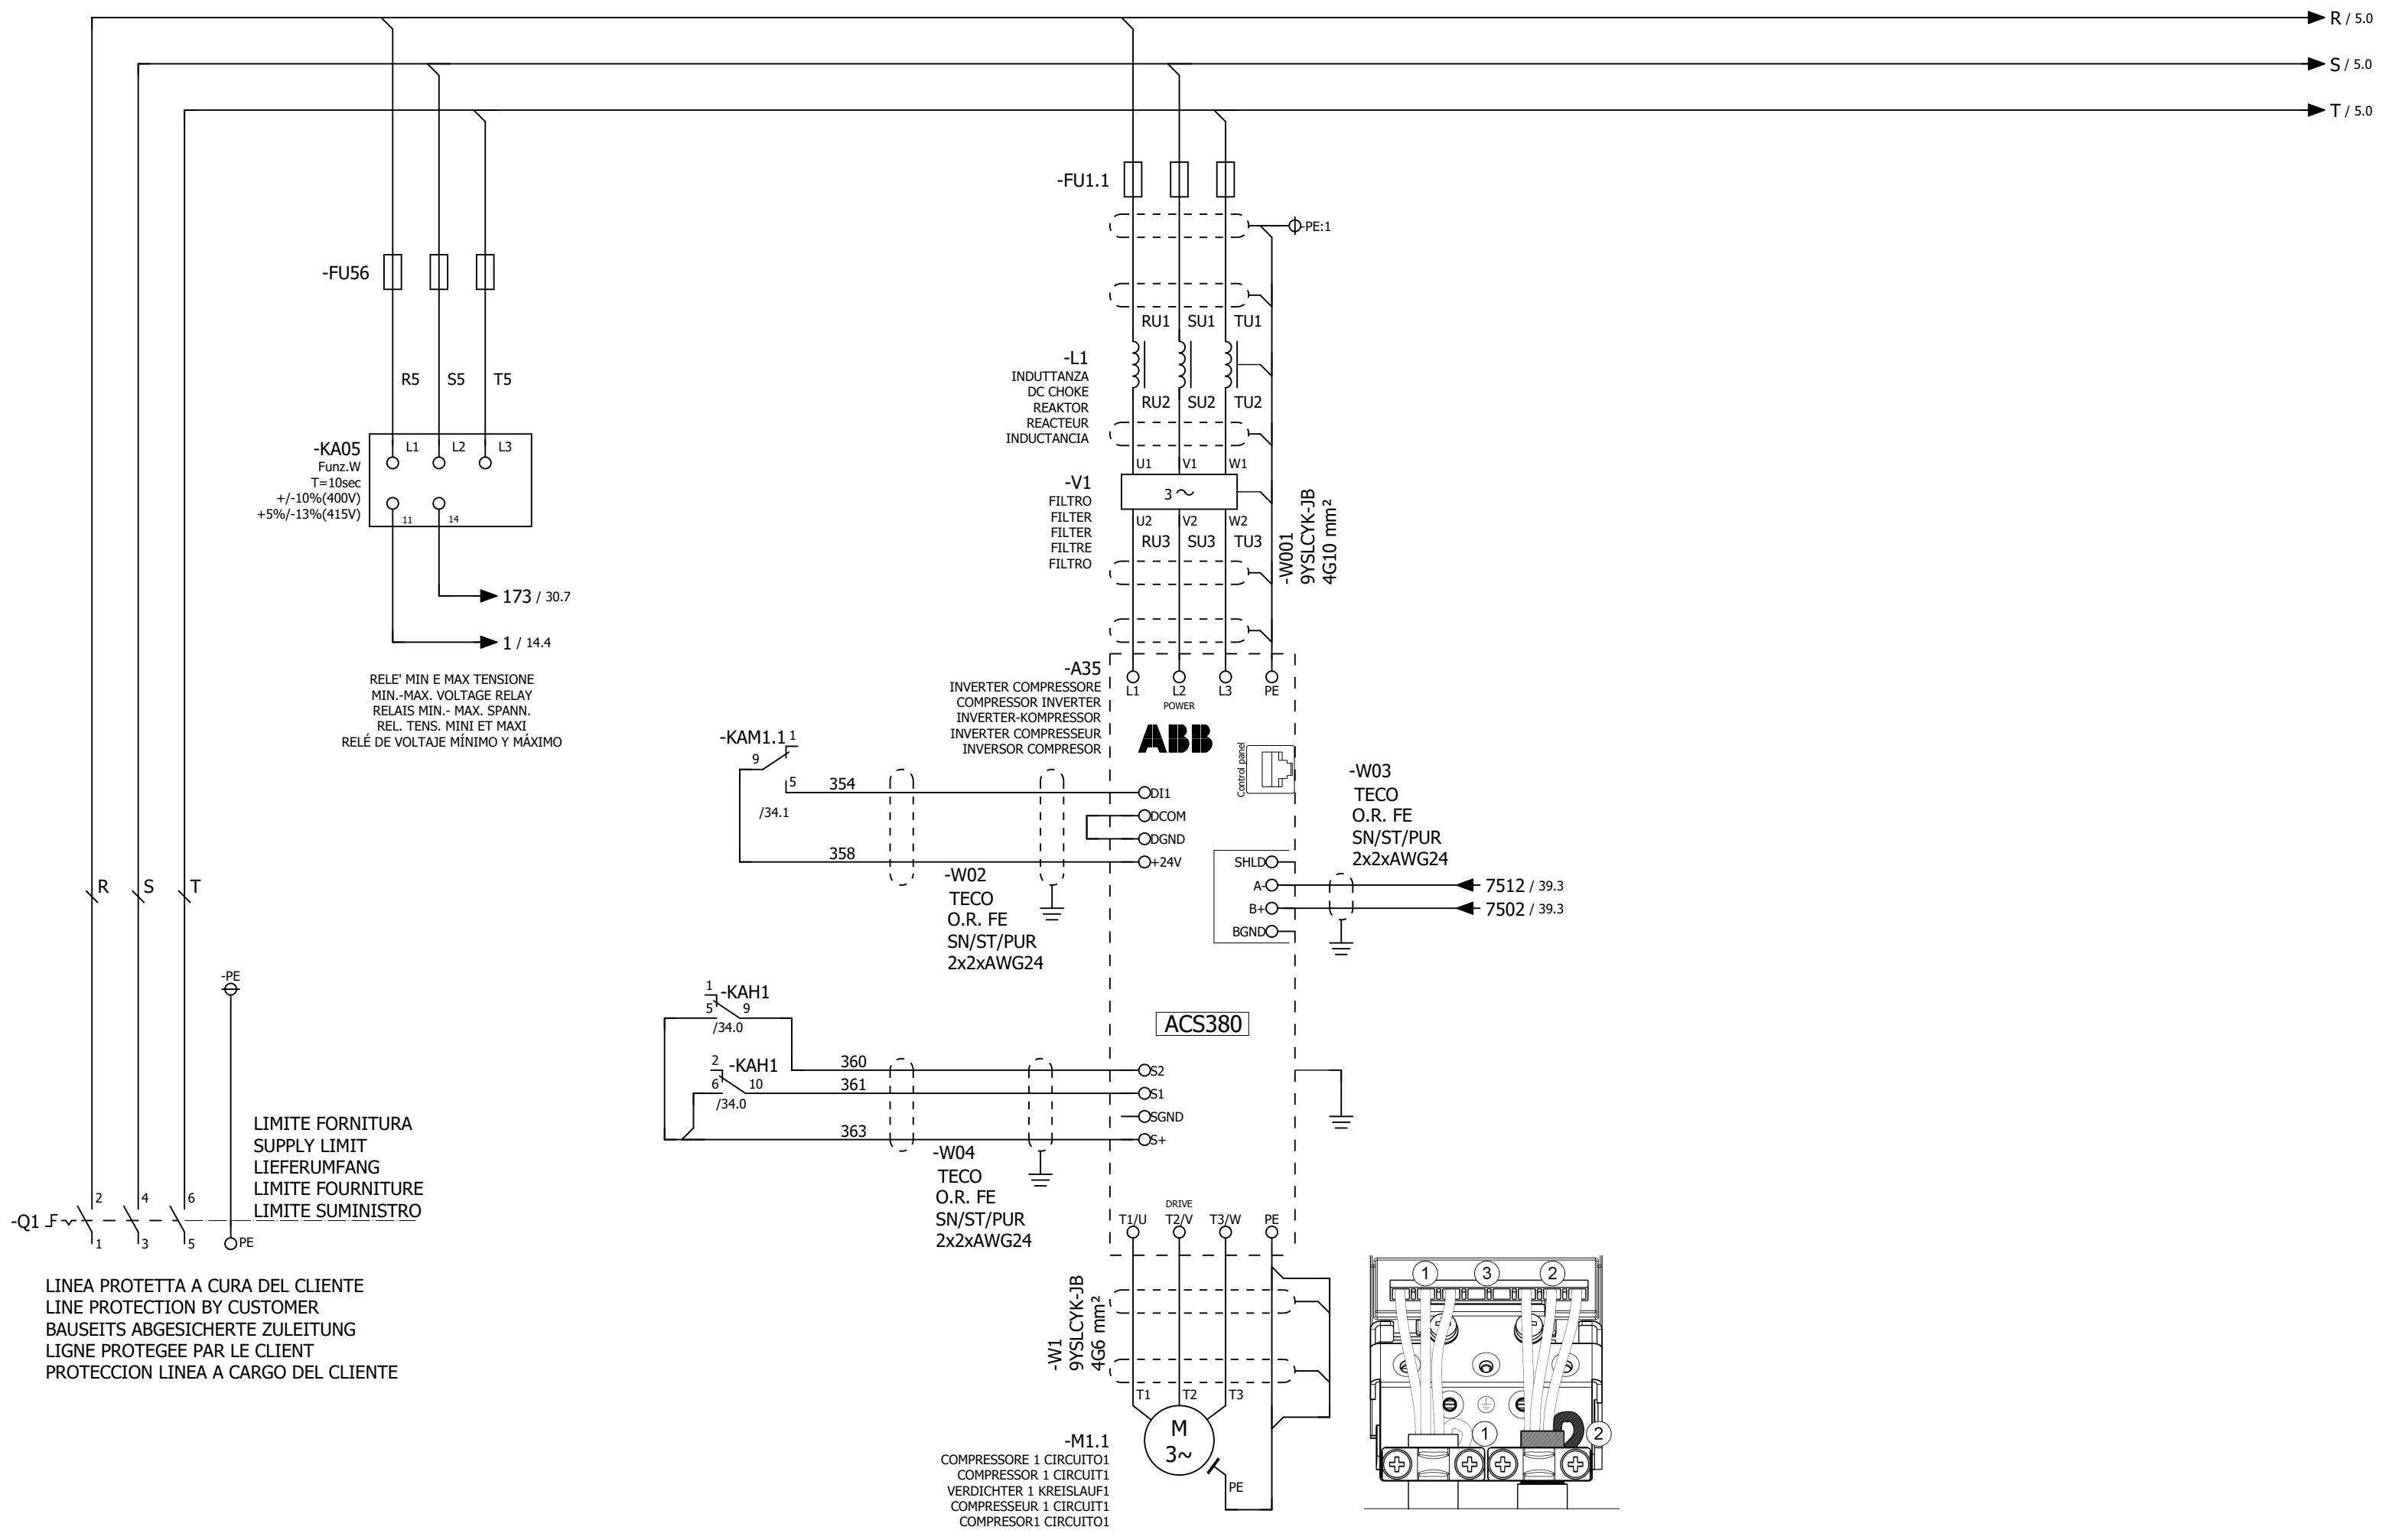 R / 5.0
S / 5.0
T / 5.0
-FU1.1
-PE:1
-FU56
RU1 SU1 TU1
-L1
INDUTTANZA
DC CHOKE
REAKTOR
REACTEUR
INDUCTANCIA
RU2 SU2 TU2
R5 S5 T5
-KA05
Funz.W
T=10sec
+/-10%(400V)
+5%/-13%(415V)
L1 L2 L3
11 14
U1 V1 W1
-V1
FILTRO
FILTER
FILTER
FILTRE
FILTRO
3 ~
U2 V2 W2
RU3 SU3 TU3
-W001
9YSLCYK-JB
4G10 mm²
173 / 30.7
1 / 14.4
RELE' MIN E MAX TENSIONE
MIN.-MAX. VOLTAGE RELAY
RELAIS MIN.- MAX. SPANN.
REL. TENS. MINI ET MAXI
RELÉ DE VOLTAJE MÍNIMO Y MÁXIMO
-A35
INVERTER COMPRESSORE
COMPRESSOR INVERTER
INVERTER-KOMPRESSOR
INVERTER COMPRESSEUR
INVERSOR COMPRESOR
L1 L2 L3 PE
POWER
ABB
Control panel
-KAM1.1 1
9
5
/34.1
354
358
DI1
DCOM
DGND
+24V
-W02
TECO
O.R. FE
SN/ST/PUR
2x2xAWG24
-W03
TECO
O.R. FE
SN/ST/PUR
2x2xAWG24
SHLD
A-
B+
BGND
7512 / 39.3
7502 / 39.3
R S T
-PE
1
-KAH1
5 9
/34.0
2
-KAH1
6 10
/34.0
360
361
363
ACS380
S2
S1
SGND
S+
-W04
TECO
O.R. FE
SN/ST/PUR
2x2xAWG24
LIMITE FORNITURA
SUPPLY LIMIT
LIEFERUMFANG
LIMITE FOURNITURE
LIMITE SUMINISTRO
-Q1
2 4 6
1 3 5 PE
LINEA PROTETTA A CURA DEL CLIENTE
LINE PROTECTION BY CUSTOMER
BAUSEITS ABGESICHERTE ZULEITUNG
LIGNE PROTEGEE PAR LE CLIENT
PROTECCION LINEA A CARGO DEL CLIENTE
DRIVE
T1/U T2/V T3/W PE
-W1
9YSLCYK-JB
4G6 mm²
T1 T2 T3
M
3~
PE
-M1.1
COMPRESSORE 1 CIRCUITO1
COMPRESSOR 1 CIRCUIT1
VERDICHTER 1 KREISLAUF1
COMPRESSEUR 1 CIRCUIT1
COMPRESOR1 CIRCUITO1
1 3 2
1 2